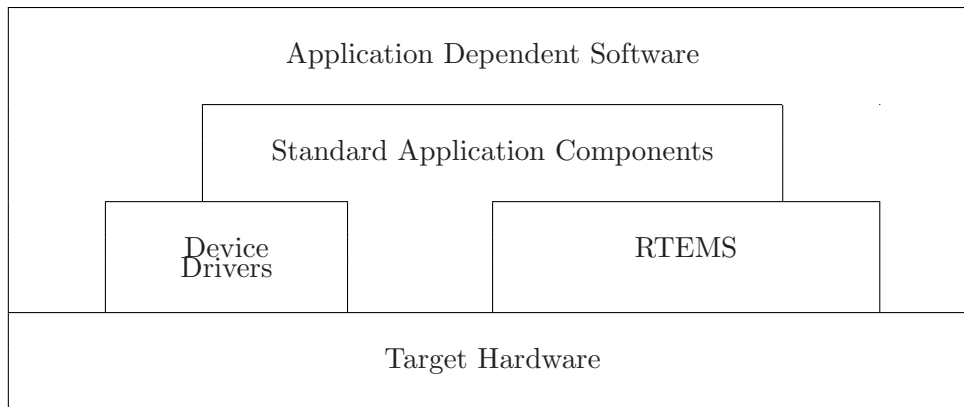 Application Dependent Software
Standard Application Components
Device
Drivers
RTEMS
Target Hardware